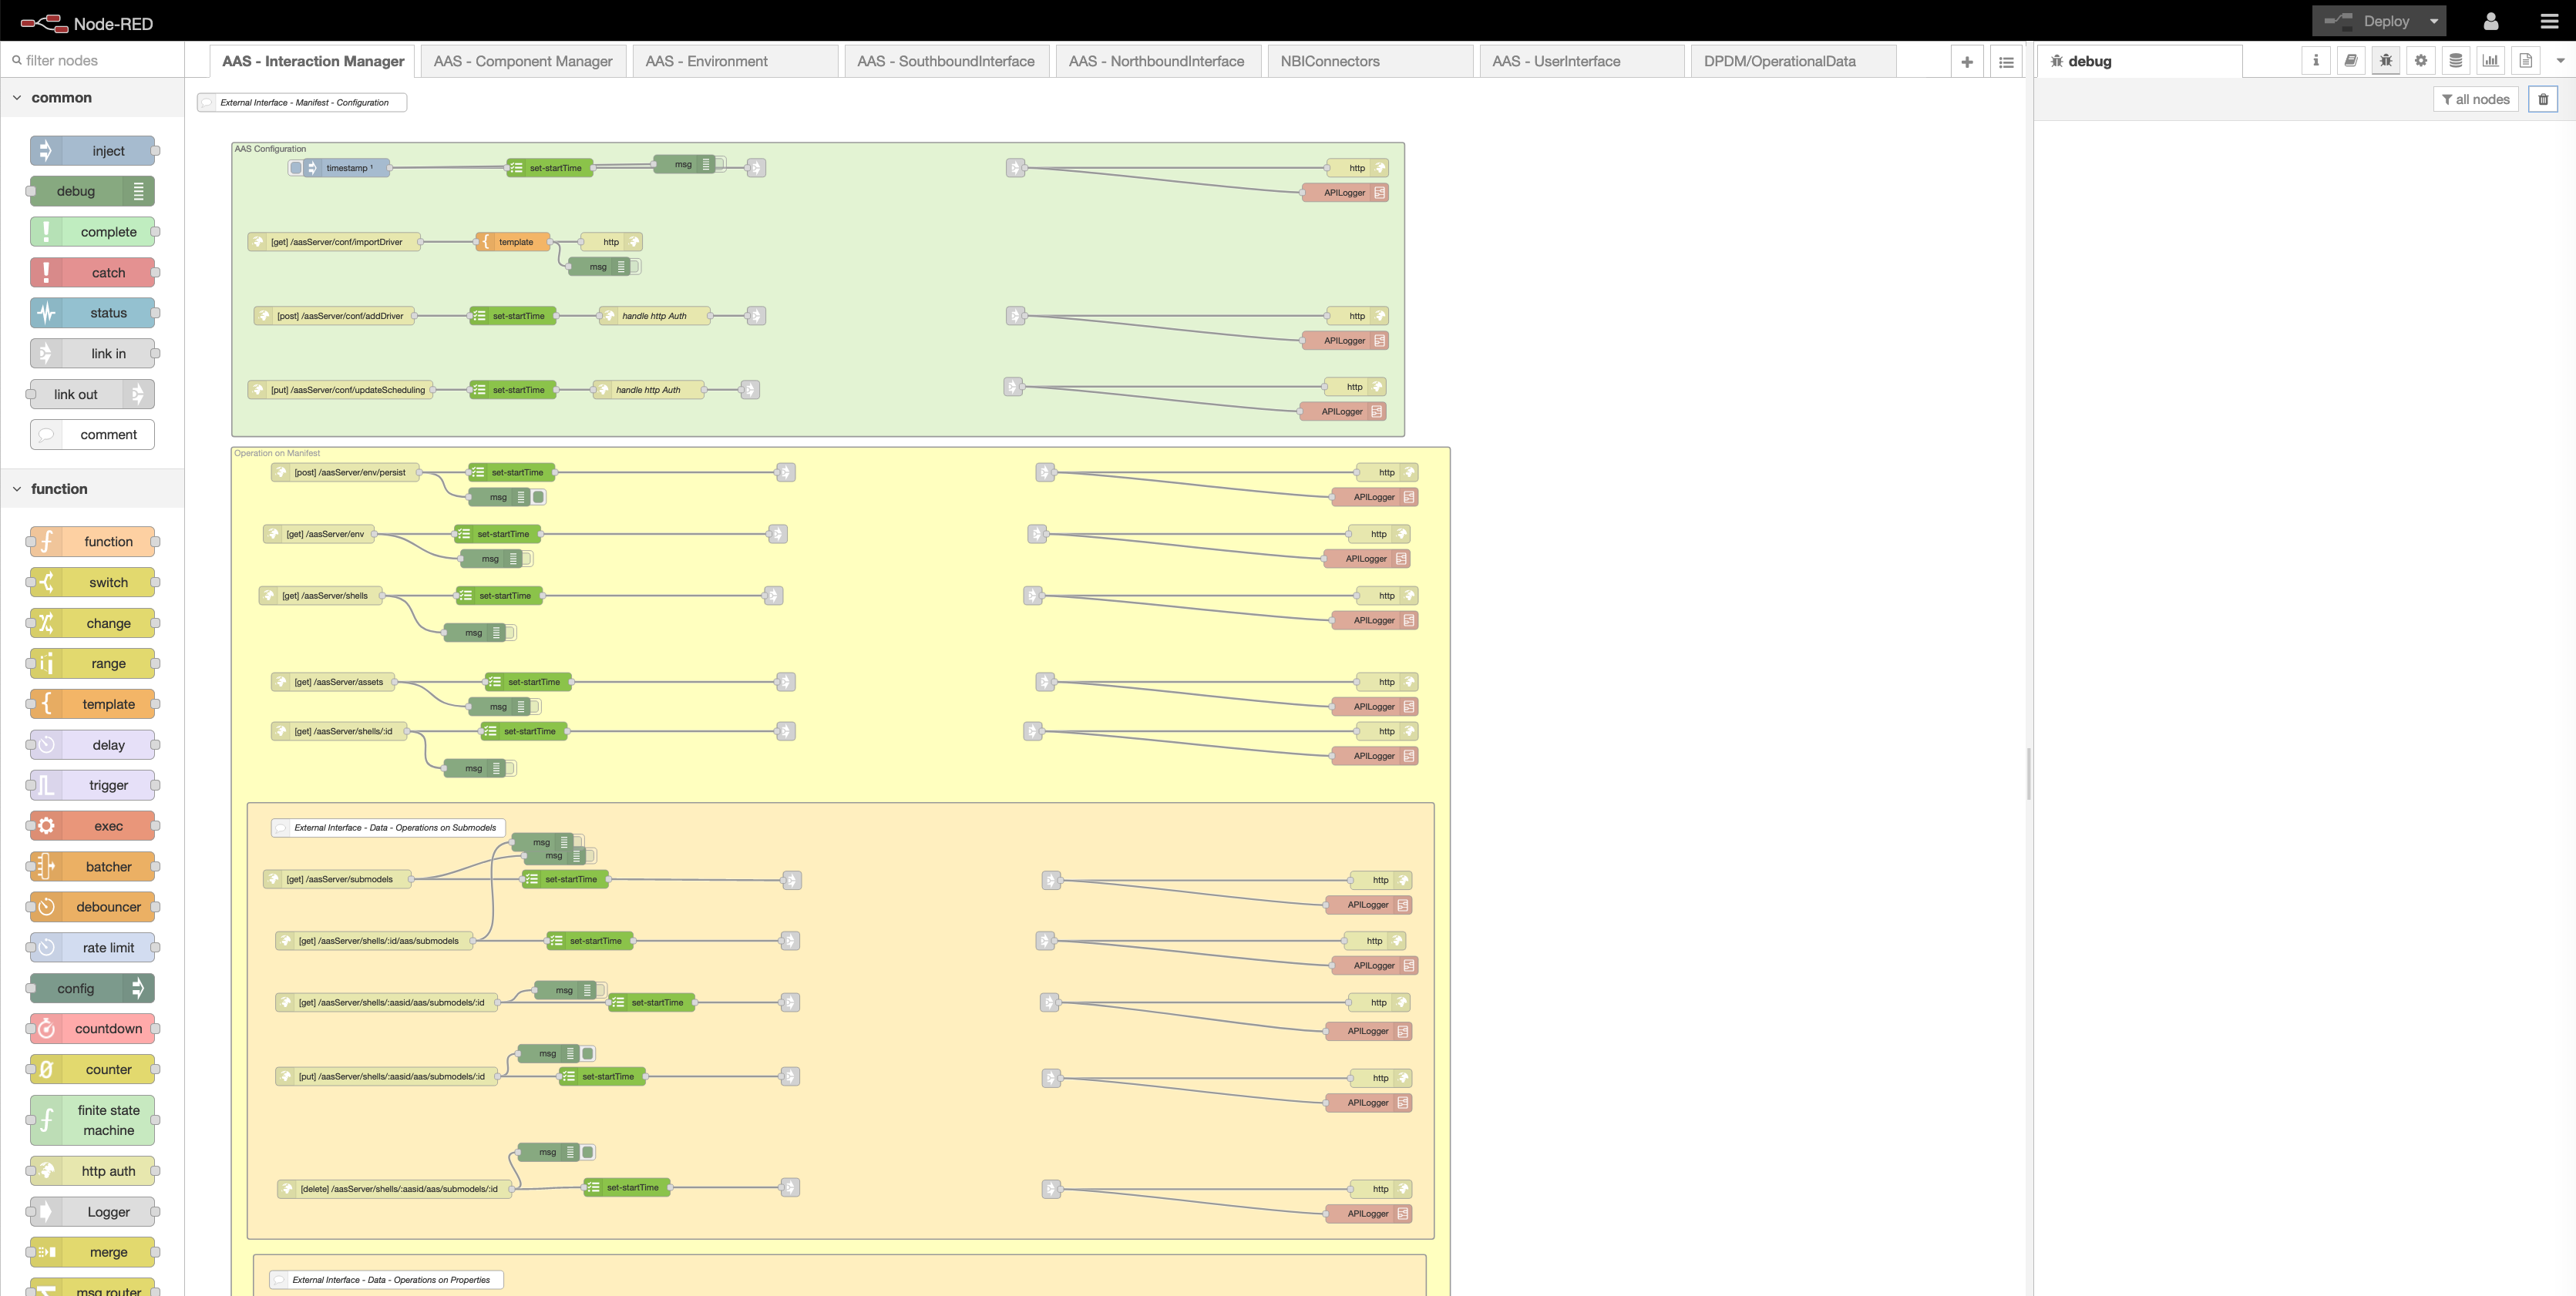 Node-RED
Deploy
filter nodes
AAS - Interaction Manager
AAS - Component Manager
AAS - Environment
AAS - SouthboundInterface
AAS - NorthboundInterface
NBIConnectors
AAS - UserInterface
DPDM/OperationalData
debug
all nodes
common
inject
debug
complete
catch
status
link in
link out
comment
function
function
switch
change
range
template
delay
trigger
exec
batcher
debouncer
rate limit
config
countdown
counter
finite state
machine
http auth
Logger
merge
msg router
External Interface - Manifest - Configuration
AAS Configuration
timestamp ¹
set-startTime
msg
http
APILogger
[get] /aasServer/conf/importDriver
template
http
msg
[post] /aasServer/conf/addDriver
set-startTime
handle http Auth
http
APILogger
[put] /aasServer/conf/updateScheduling
set-startTime
handle http Auth
http
APILogger
Operation on Manifest
[post] /aasServer/env/persist
set-startTime
http
msg
APILogger
[get] /aasServer/env
set-startTime
http
msg
APILogger
[get] /aasServer/shells
set-startTime
http
APILogger
msg
[get] /aasServer/assets
set-startTime
http
msg
APILogger
[get] /aasServer/shells/:id
set-startTime
http
APILogger
msg
External Interface - Data - Operations on Submodels
msg
msg
[get] /aasServer/submodels
set-startTime
http
APILogger
[get] /aasServer/shells/:id/aas/submodels
set-startTime
http
APILogger
msg
[get] /aasServer/shells/:aasid/aas/submodels/:id
set-startTime
http
APILogger
msg
[put] /aasServer/shells/:aasid/aas/submodels/:id
set-startTime
http
APILogger
msg
[delete] /aasServer/shells/:aasid/aas/submodels/:id
set-startTime
http
APILogger
External Interface - Data - Operations on Properties